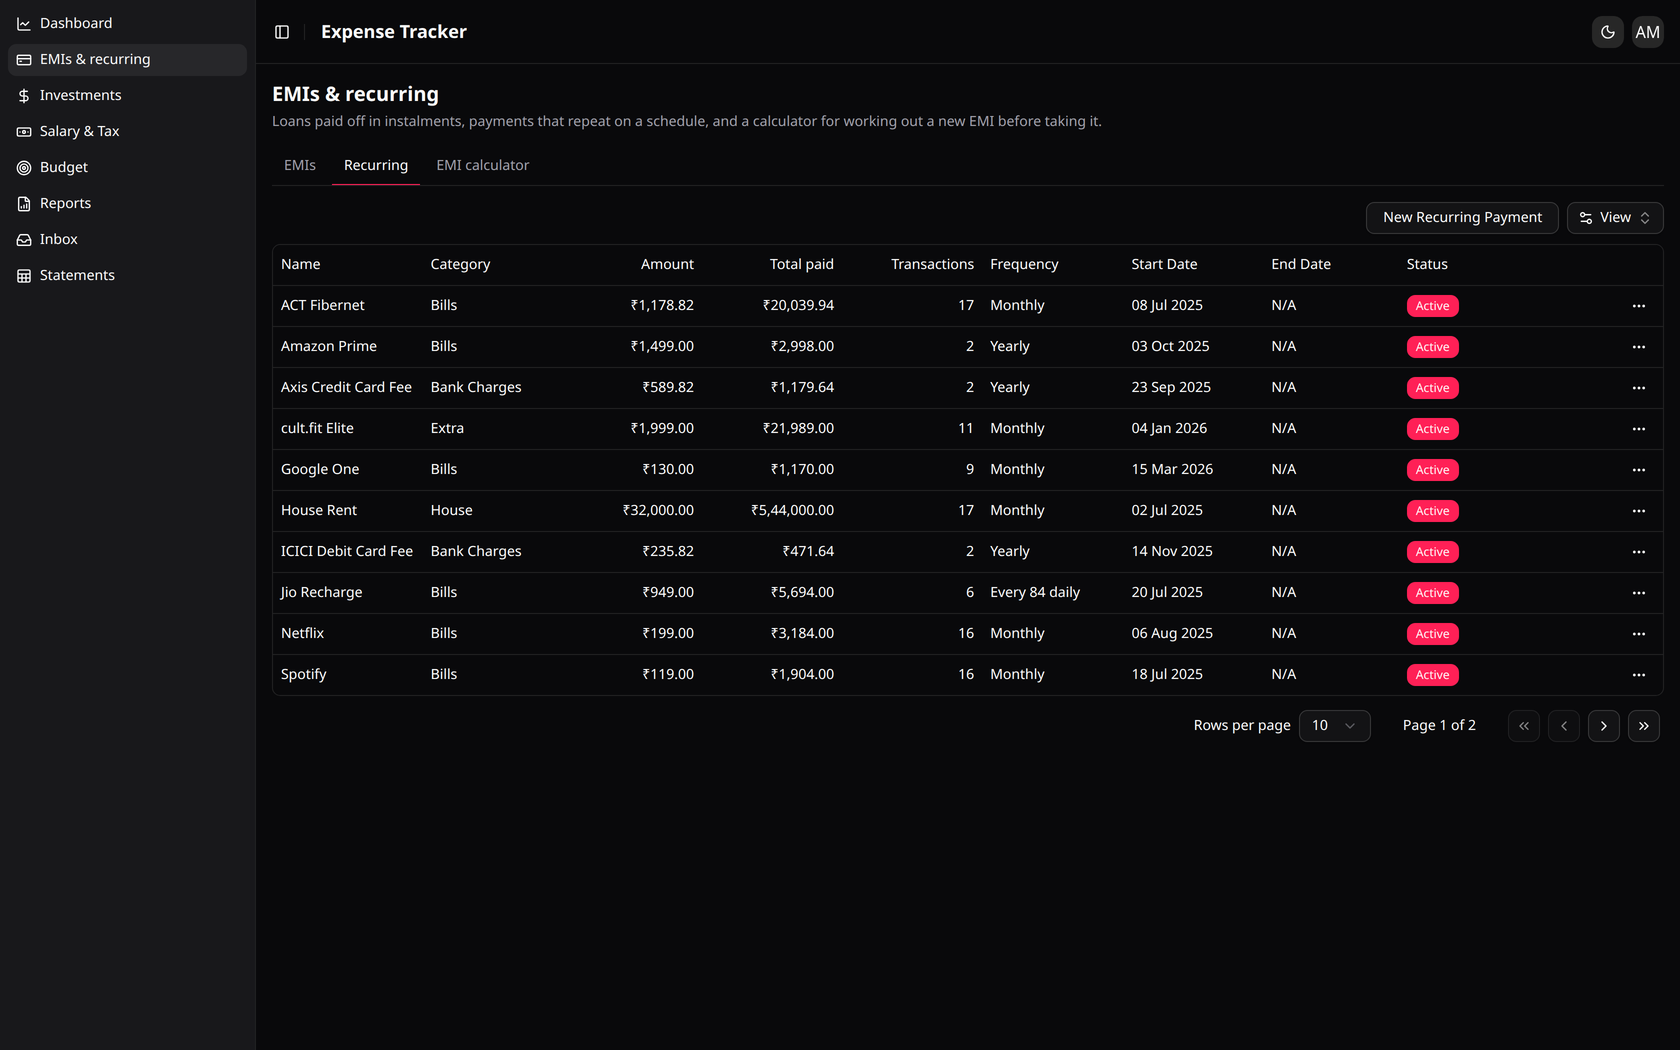 Dashboard
EMIs & recurring
Investments
Salary & Tax
Budget
Reports
Inbox
Statements
Expense Tracker
AM
EMIs & recurring
Loans paid off in instalments, payments that repeat on a schedule, and a calculator for working out a new EMI before taking it.
EMIs Recurring EMI calculator
New Recurring Payment View
Name Category Amount Total paid Transactions Frequency Start Date End Date Status
ACT Fibernet Bills ₹1,178.82 ₹20,039.94 17 Monthly 08 Jul 2025 N/A Active
Amazon Prime Bills ₹1,499.00 ₹2,998.00 2 Yearly 03 Oct 2025 N/A Active
Axis Credit Card Fee Bank Charges ₹589.82 ₹1,179.64 2 Yearly 23 Sep 2025 N/A Active
cult.fit Elite Extra ₹1,999.00 ₹21,989.00 11 Monthly 04 Jan 2026 N/A Active
Google One Bills ₹130.00 ₹1,170.00 9 Monthly 15 Mar 2026 N/A Active
House Rent House ₹32,000.00 ₹5,44,000.00 17 Monthly 02 Jul 2025 N/A Active
ICICI Debit Card Fee Bank Charges ₹235.82 ₹471.64 2 Yearly 14 Nov 2025 N/A Active
Jio Recharge Bills ₹949.00 ₹5,694.00 6 Every 84 daily 20 Jul 2025 N/A Active
Netflix Bills ₹199.00 ₹3,184.00 16 Monthly 06 Aug 2025 N/A Active
Spotify Bills ₹119.00 ₹1,904.00 16 Monthly 18 Jul 2025 N/A Active
Rows per page 10 Page 1 of 2